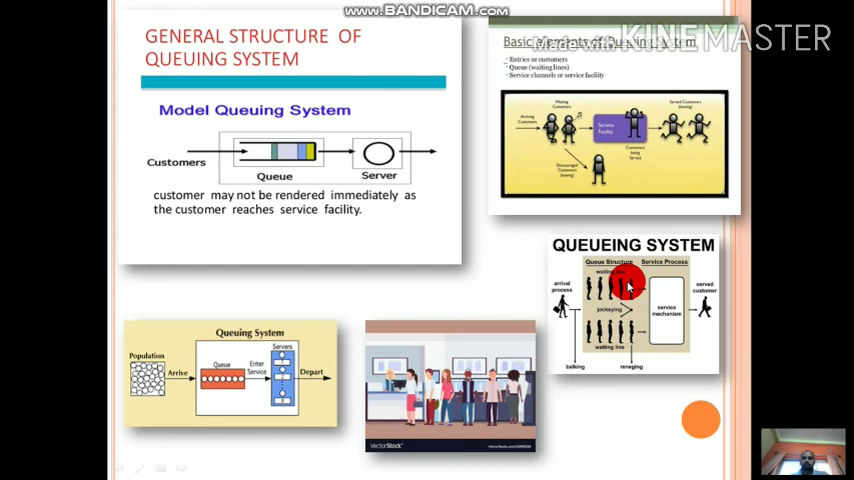 www.BANDICAM.COM
GENERAL STRUCTURE OF
QUEUING SYSTEM
Model Queuing System
Customers
Queue
Server
customer may not be rendered immediately as
the customer reaches service facility.
Made with KINEMASTER
Basic elements of Queuing System
- Entries or customers
- Queue (waiting lines)
- Service channels or service facility
Waiting
Customers
Served Customers
(leaving)
Arriving
Customers
Service
Facility
Customers
being
Served
Discouraged
Customers
(leaving)
QUEUEING SYSTEM
Queue Structure
Service Process
waiting line
arrival
process
served
customer
service
mechanism
jockeying
waiting line
balking
reneging
Queuing System
Population
Servers
Queue
Enter
Service
Arrive
Depart
VectorStock